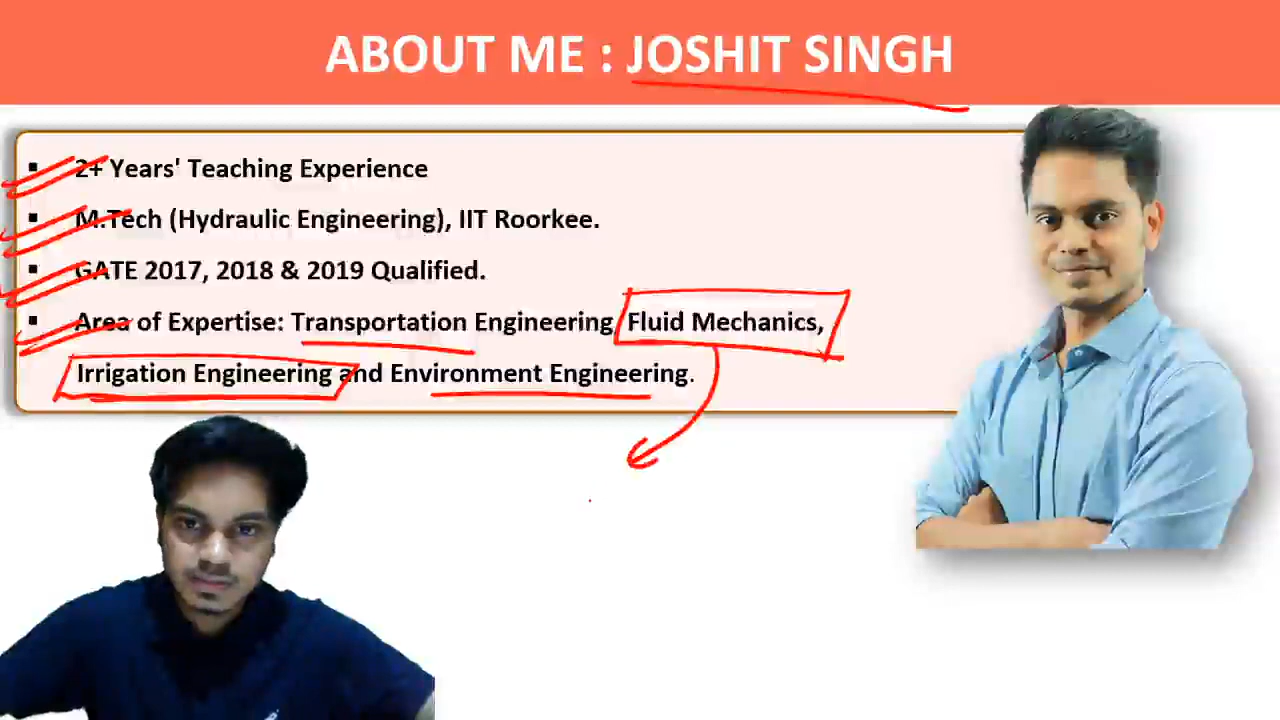 ABOUT ME : JOSHIT SINGH
▪ 2+ Years' Teaching Experience
▪ M.Tech (Hydraulic Engineering), IIT Roorkee.
▪ GATE 2017, 2018 & 2019 Qualified.
▪ Area of Expertise: Transportation Engineering, Fluid Mechanics,
Irrigation Engineering and Environment Engineering.